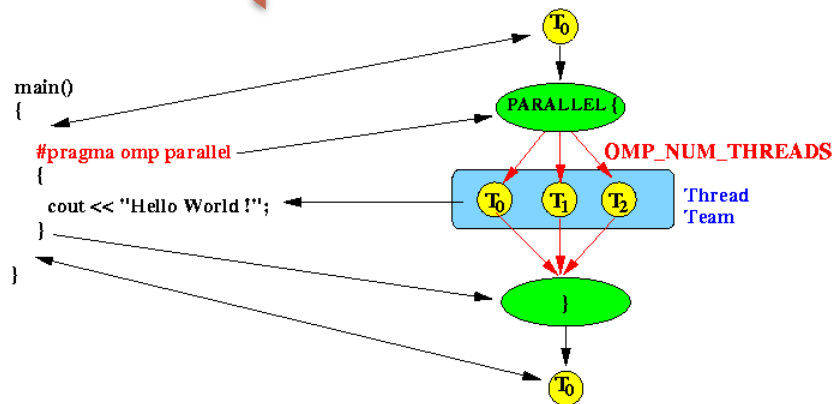 T0
main()
{
PARALLEL {
#pragma omp parallel
OMP_NUM_THREADS
{
cout << "Hello World !";
T0 T1 T2
Thread
Team
}
}
}
T0